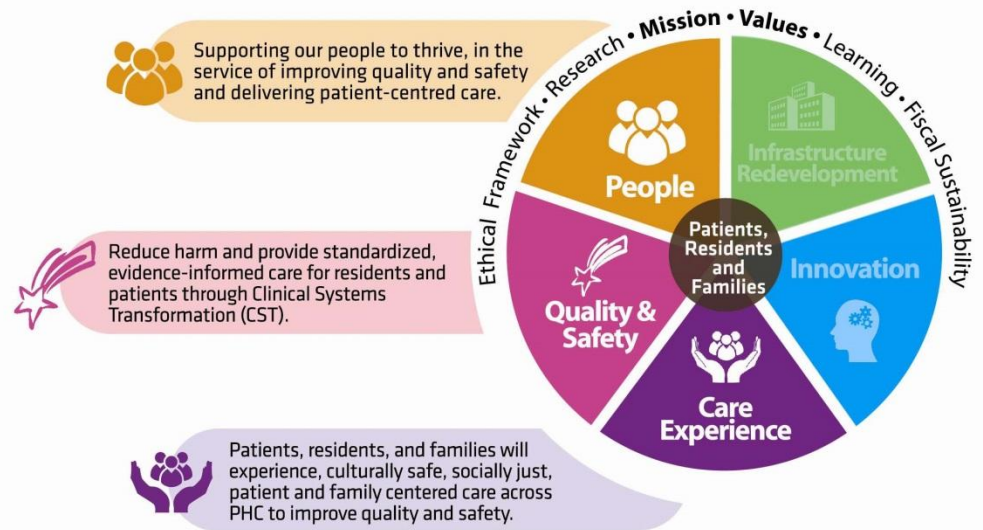 Supporting our people to thrive, in the
service of improving quality and safety
and delivering patient-centred care.
Reduce harm and provide standardized,
evidence-informed care for residents and
patients through Clinical Systems
Transformation (CST).
Patients, residents, and families will
experience, culturally safe, socially just,
patient and family centered care across
PHC to improve quality and safety.
Ethical Framework • Research • Mission • Values • Learning • Fiscal Sustainability
People
Infrastructure
Redevelopment
Patients,
Residents
and
Families
Innovation
Quality &
Safety
Care
Experience